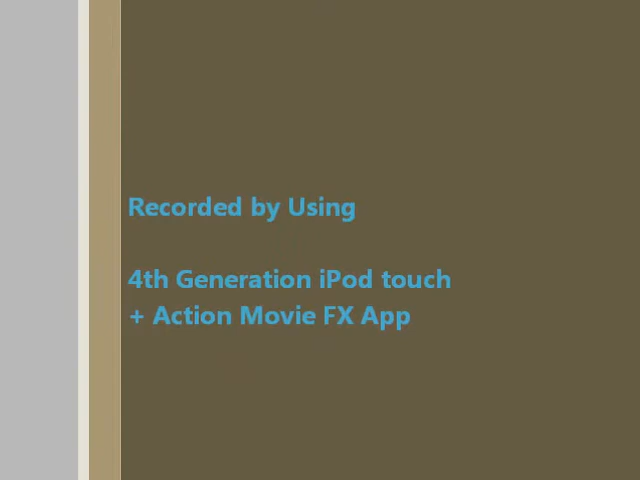 Recorded by Using
4th Generation iPod touch
+ Action Movie FX App